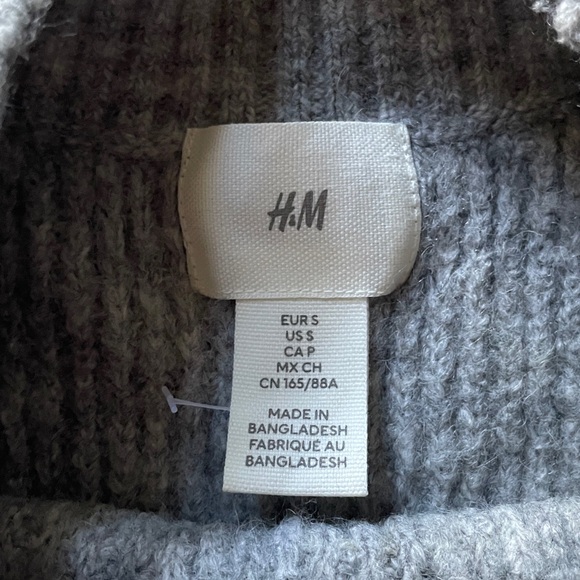 H&M
EUR S
US S
CA P
MX CH
CN 165/88A
MADE IN
BANGLADESH
FABRIQUÉ AU
BANGLADESH